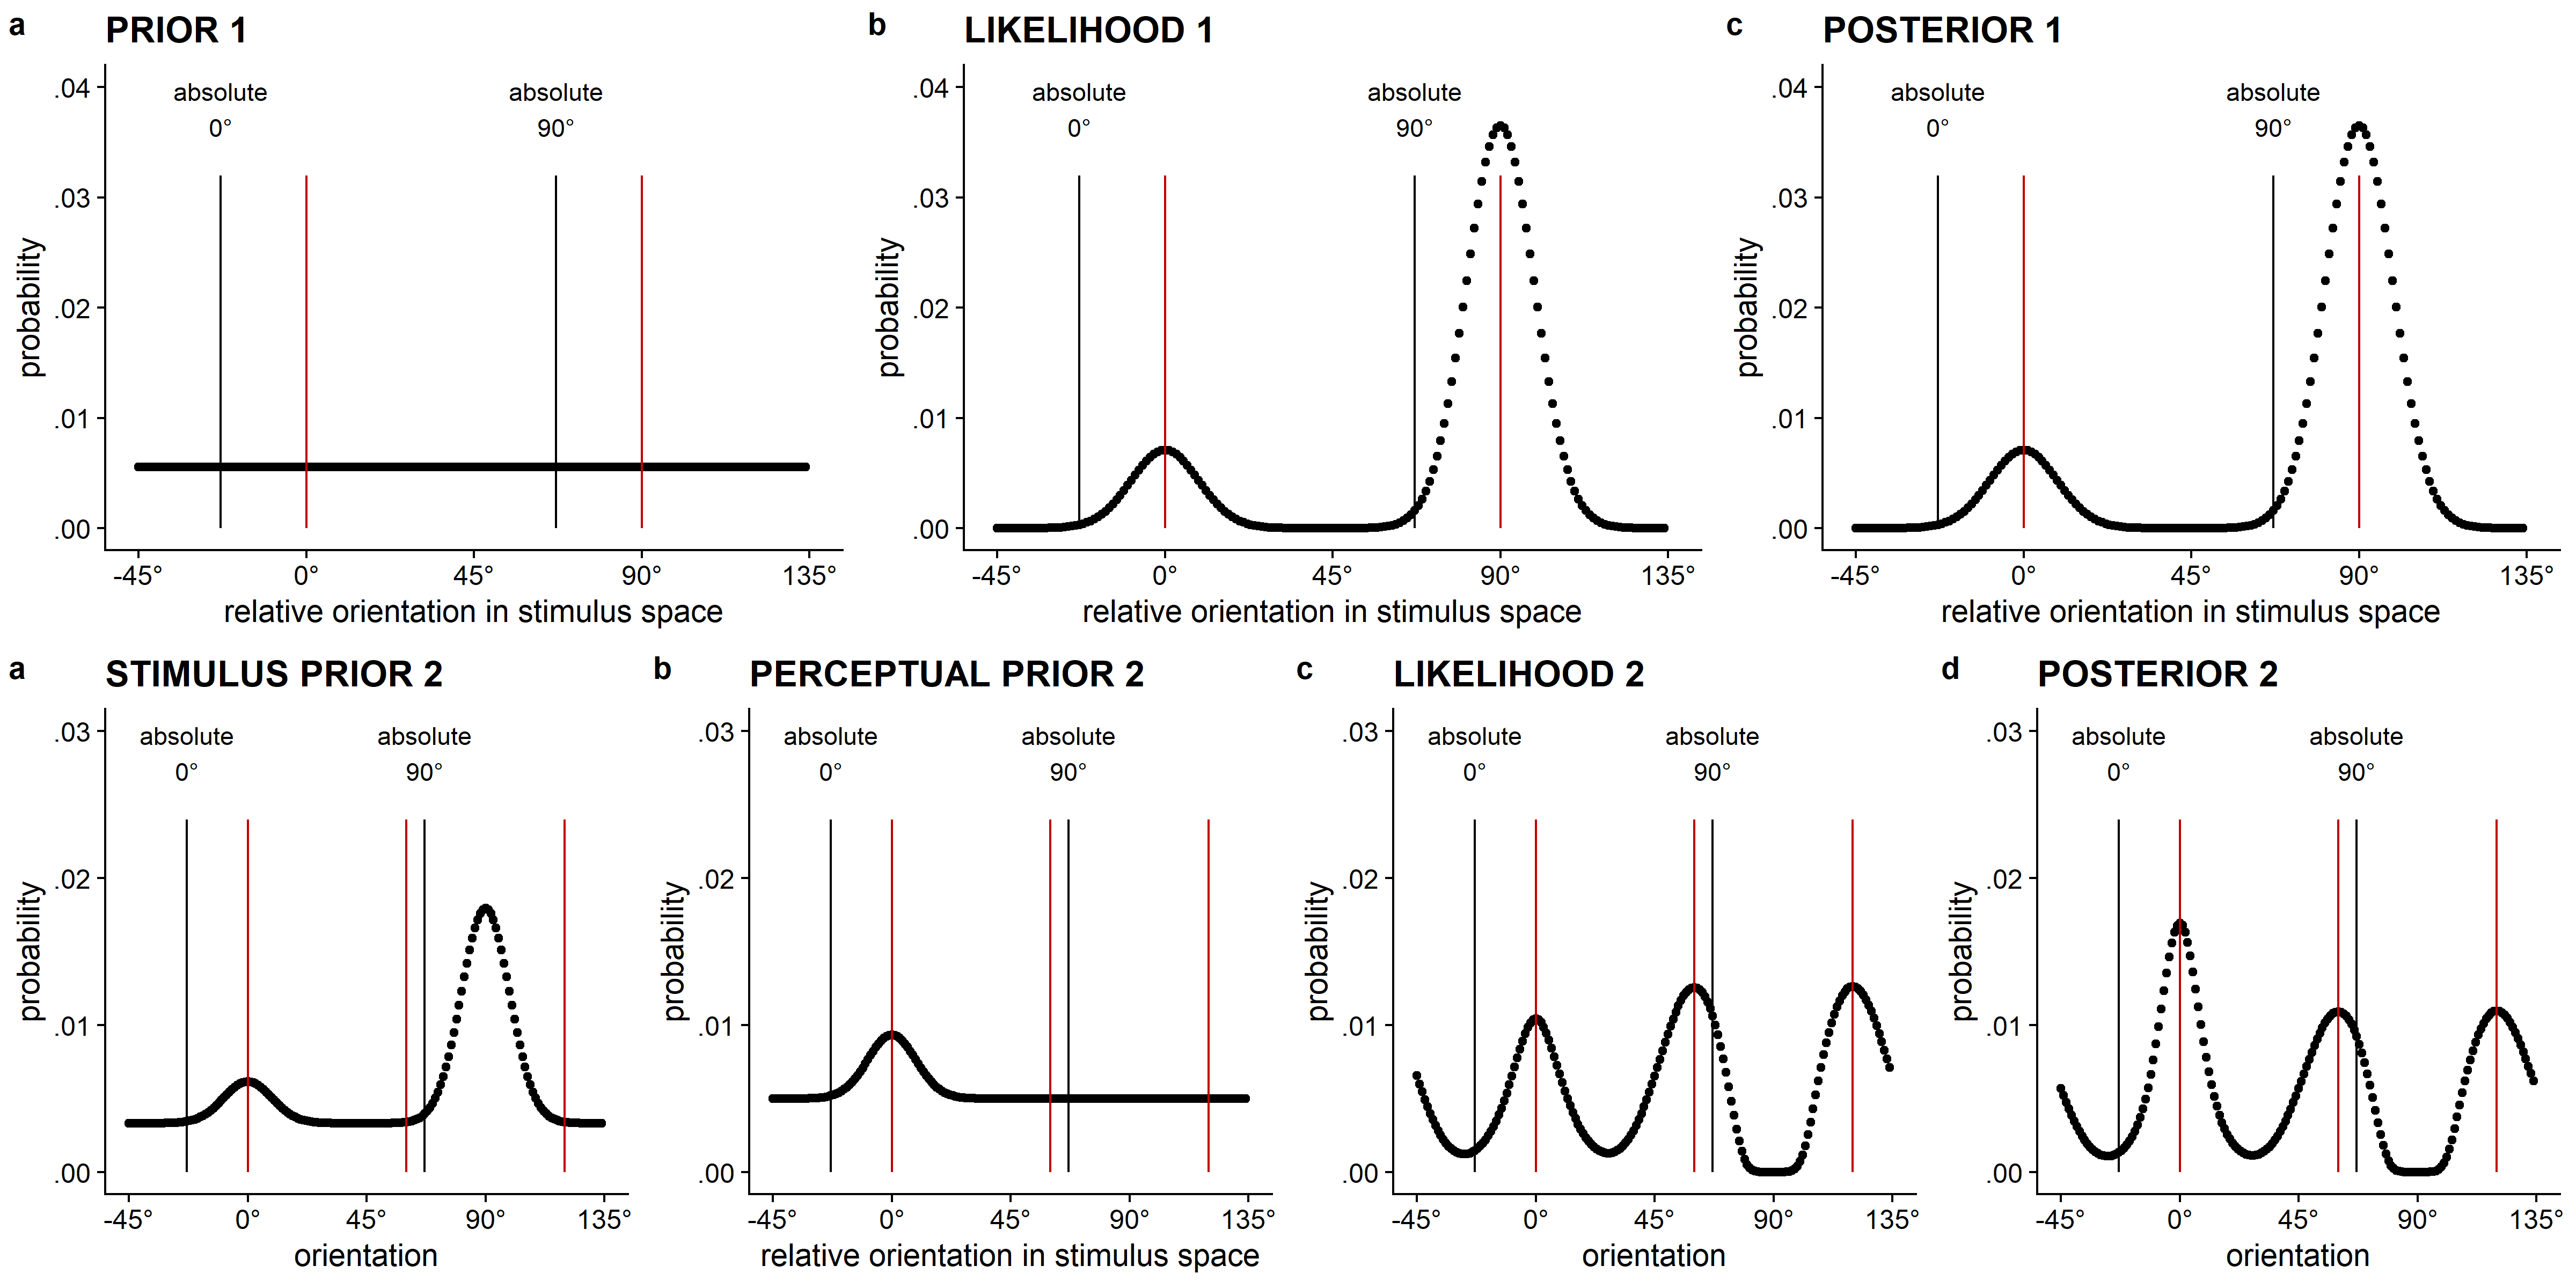 a PRIOR 1
absolute absolute
0° 90°
.04
.03
.02
.01
.00
probability
-45° 0° 45° 90° 135°
relative orientation in stimulus space
b LIKELIHOOD 1
absolute absolute
0° 90°
.04
.03
.02
.01
.00
probability
-45° 0° 45° 90° 135°
relative orientation in stimulus space
c POSTERIOR 1
absolute absolute
0° 90°
.04
.03
.02
.01
.00
probability
-45° 0° 45° 90° 135°
relative orientation in stimulus space
a STIMULUS PRIOR 2
absolute absolute
0° 90°
.03
.02
.01
.00
probability
-45° 0° 45° 90° 135°
orientation
b PERCEPTUAL PRIOR 2
absolute absolute
0° 90°
.03
.02
.01
.00
probability
-45° 0° 45° 90° 135°
relative orientation in stimulus space
c LIKELIHOOD 2
absolute absolute
0° 90°
.03
.02
.01
.00
probability
-45° 0° 45° 90° 135°
orientation
d POSTERIOR 2
absolute absolute
0° 90°
.03
.02
.01
.00
probability
-45° 0° 45° 90° 135°
orientation